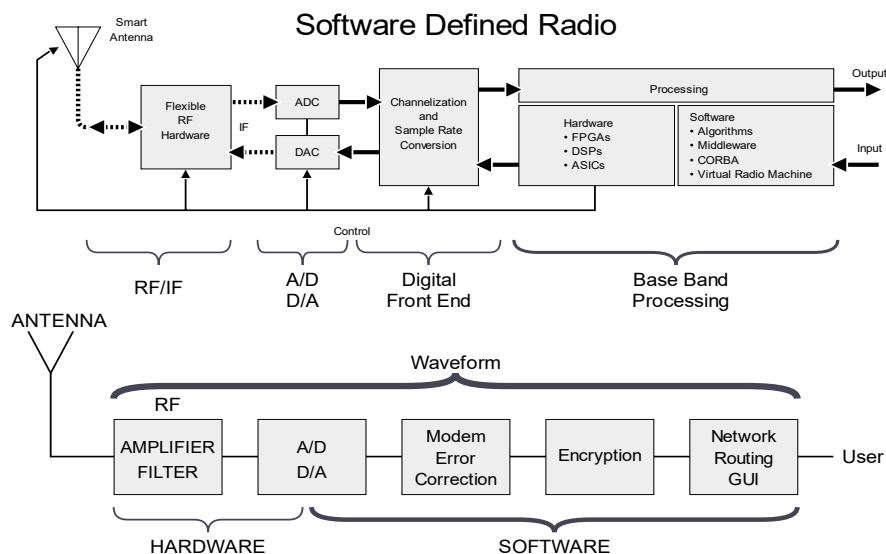 Software Defined Radio
Smart
Antenna
Flexible
RF
Hardware
IF
ADC
DAC
Channelization
and
Sample Rate
Conversion
Processing
Hardware
• FPGAs
• DSPs
• ASICs
Software
• Algorithms
• Middleware
• CORBA
• Virtual Radio Machine
Output
Input
Control
RF/IF
A/D
D/A
Digital
Front End
Base Band
Processing
ANTENNA
Waveform
RF
AMPLIFIER
FILTER
A/D
D/A
Modem
Error
Correction
Encryption
Network
Routing
GUI
User
HARDWARE
SOFTWARE